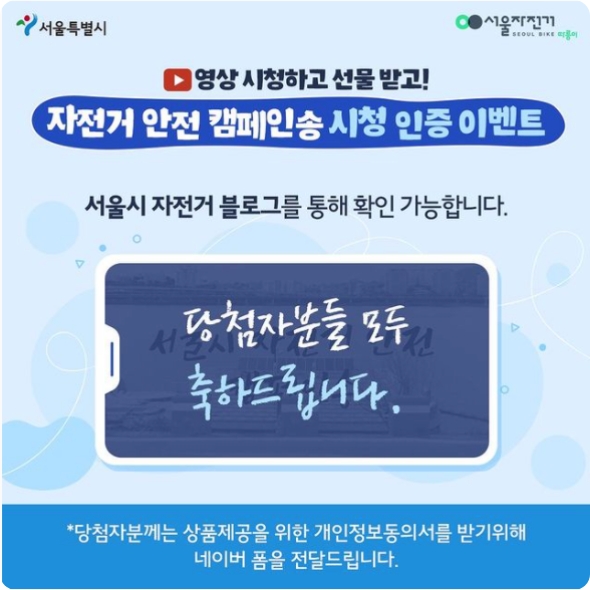 서울특별시
서울자전기
SEOUL BIKE 따릉이
영상 시청하고 선물 받고!
자전거 안전 캠페인송 시청 인증 이벤트
서울시 자전거 블로그를 통해 확인 가능합니다.
당첨자분들 모두
축하드립니다.
*당첨자분께는 상품제공을 위한 개인정보동의서를 받기위해
네이버 폼을 전달드립니다.